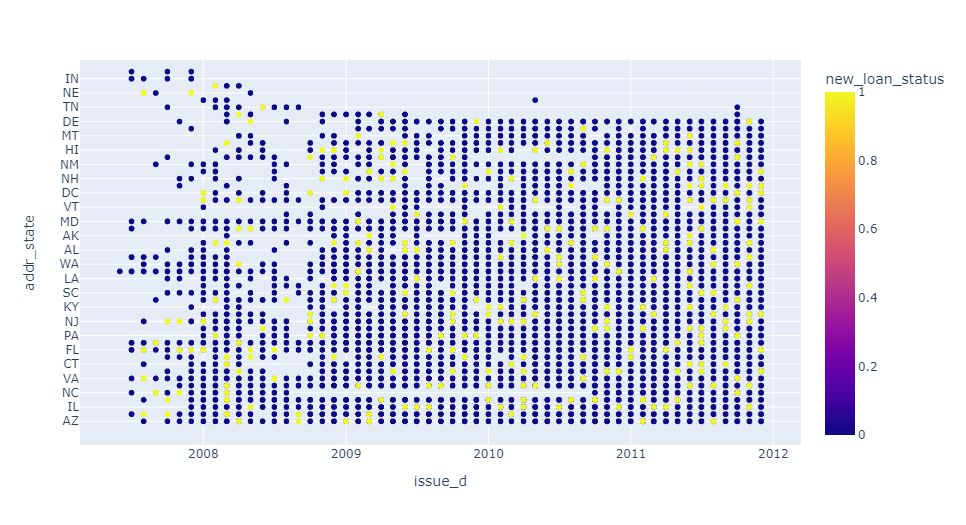 new_loan_status
IN
NE
TN
DE
MT
HI
NM
NH
DC
VT
MD
AK
AL
WA
LA
SC
KY
NJ
PA
FL
CT
VA
NC
IL
AZ
addr_state
2008
2009
2010
2011
2012
issue_d
1
0.8
0.6
0.4
0.2
0